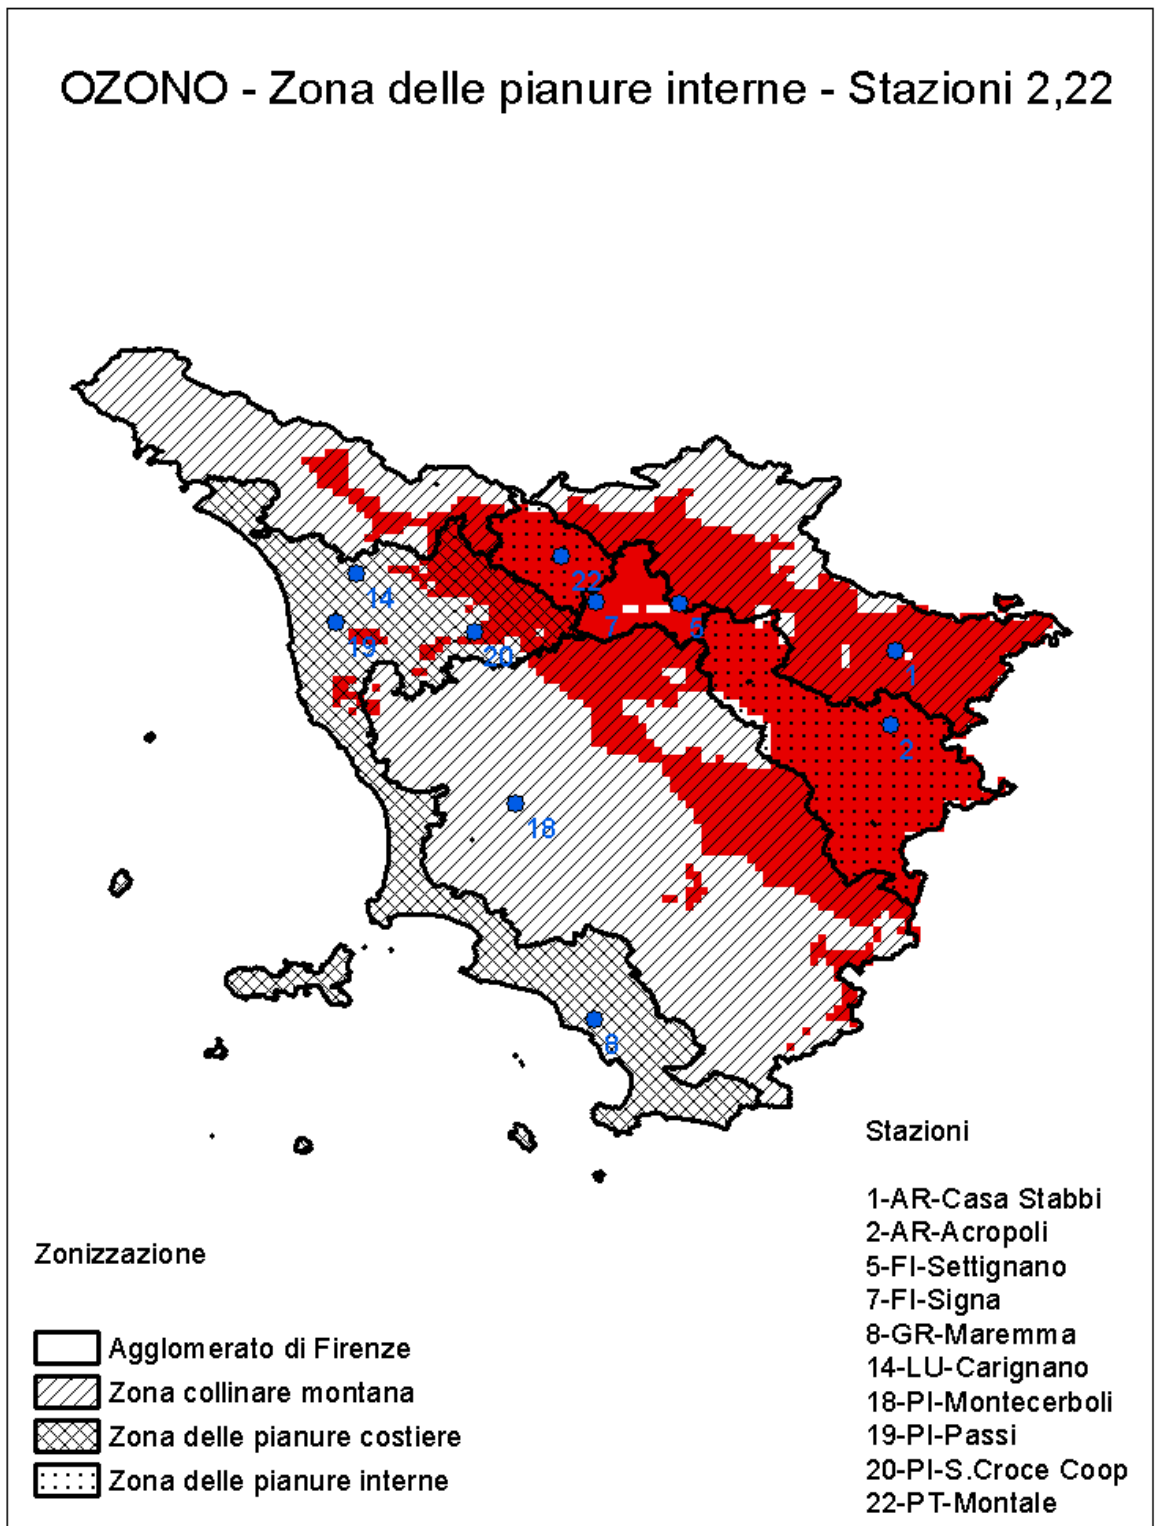 OZONO - Zona delle pianure interne - Stazioni 2,22
22
14
7
5
19
20
1
2
18
8
Stazioni
1-AR-Casa Stabbi
2-AR-Acropoli
5-FI-Settignano
7-FI-Signa
8-GR-Maremma
14-LU-Carignano
18-PI-Montecerboli
19-PI-Passi
20-PI-S.Croce Coop
22-PT-Montale
Zonizzazione
Agglomerato di Firenze
Zona collinare montana
Zona delle pianure costiere
Zona delle pianure interne